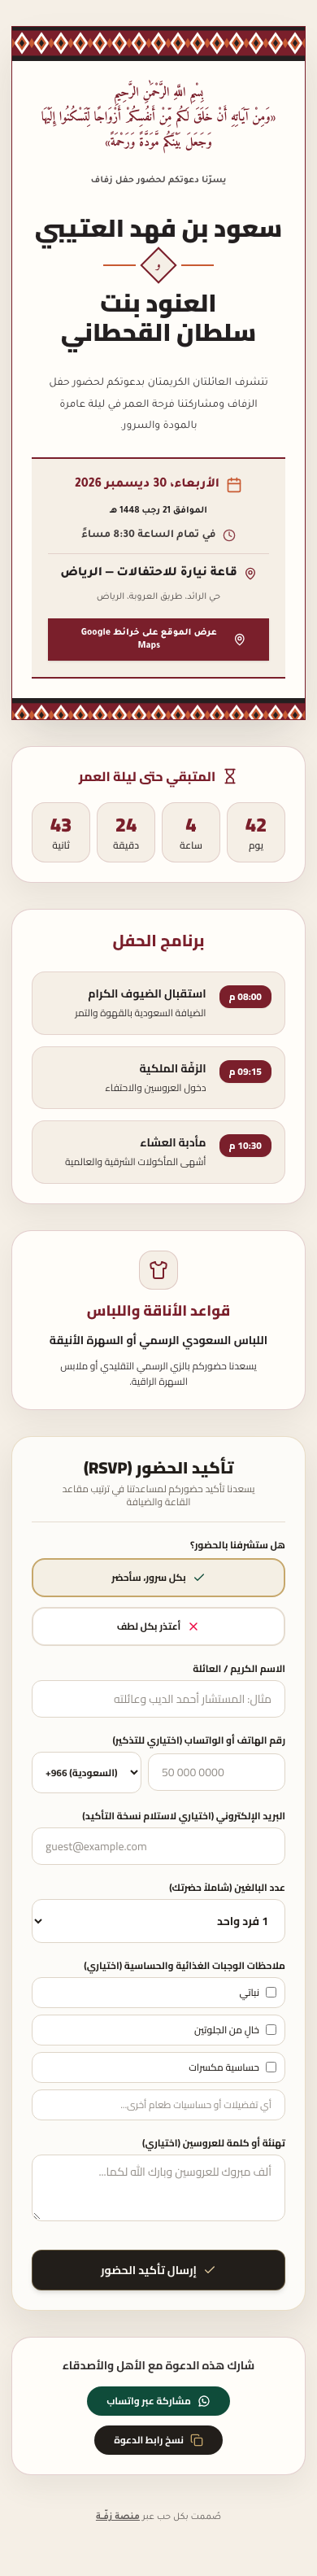 بِسْمِ اللَّهِ الرَّحْمَٰنِ الرَّحِيمِ
«وَمِنْ آيَاتِهِ أَنْ خَلَقَ لَكُم مِّنْ أَنفُسِكُمْ أَزْوَاجًا لِّتَسْكُنُوا إِلَيْهَا
وَجَعَلَ بَيْنَكُم مَّوَدَّةً وَرَحْمَةً»
يسرّنا دعوتكم لحضور حفل زفاف
سعود بن فهد العتيبي
و
العنود بنت
سلطان القحطاني
تتشرف العائلتان الكريمتان بدعوتكم لحضور حفل
الزفاف ومشاركتنا فرحة العمر في ليلة عامرة
بالمودة والسرور.
الأربعاء، 30 ديسمبر 2026
الموافق 21 رجب 1448 هـ
في تمام الساعة 8:30 مساءً
قاعة نيارة للاحتفالات — الرياض
حي الرائد، طريق العروبة، الرياض
عرض الموقع على خرائط Google
Maps
المتبقي حتى ليلة العمر
42
يوم
4
ساعة
24
دقيقة
43
ثانية
برنامج الحفل
08:00 م
استقبال الضيوف الكرام
الضيافة السعودية بالقهوة والتمر
09:15 م
الزفّة الملكية
دخول العروسين والاحتفاء
10:30 م
مأدبة العشاء
أشهى المأكولات الشرقية والعالمية
قواعد الأناقة واللباس
اللباس السعودي الرسمي أو السهرة الأنيقة
يسعدنا حضوركم بالزي الرسمي التقليدي أو ملابس
السهرة الراقية.
تأكيد الحضور (RSVP)
يسعدنا تأكيد حضوركم لمساعدتنا في ترتيب مقاعد
القاعة والضيافة
هل ستشرفنا بالحضور؟
بكل سرور، سأحضر
أعتذر بكل لطف
الاسم الكريم / العائلة
مثال: المستشار أحمد الديب وعائلته
رقم الهاتف أو الواتساب (اختياري للتذكير)
50 000 0000
(السعودية) 966+
البريد الإلكتروني (اختياري لاستلام نسخة التأكيد)
guest@example.com
عدد البالغين (شاملاً حضرتك)
1 فرد واحد
ملاحظات الوجبات الغذائية والحساسية (اختياري)
نباتي
خالٍ من الجلوتين
حساسية مكسرات
أي تفضيلات أو حساسيات طعام أخرى...
تهنئة أو كلمة للعروسين (اختياري)
ألف مبروك للعروسين وبارك الله لكما...
إرسال تأكيد الحضور
شارك هذه الدعوة مع الأهل والأصدقاء
مشاركة عبر واتساب
نسخ رابط الدعوة
صُممت بكل حب عبر منصة زفّة